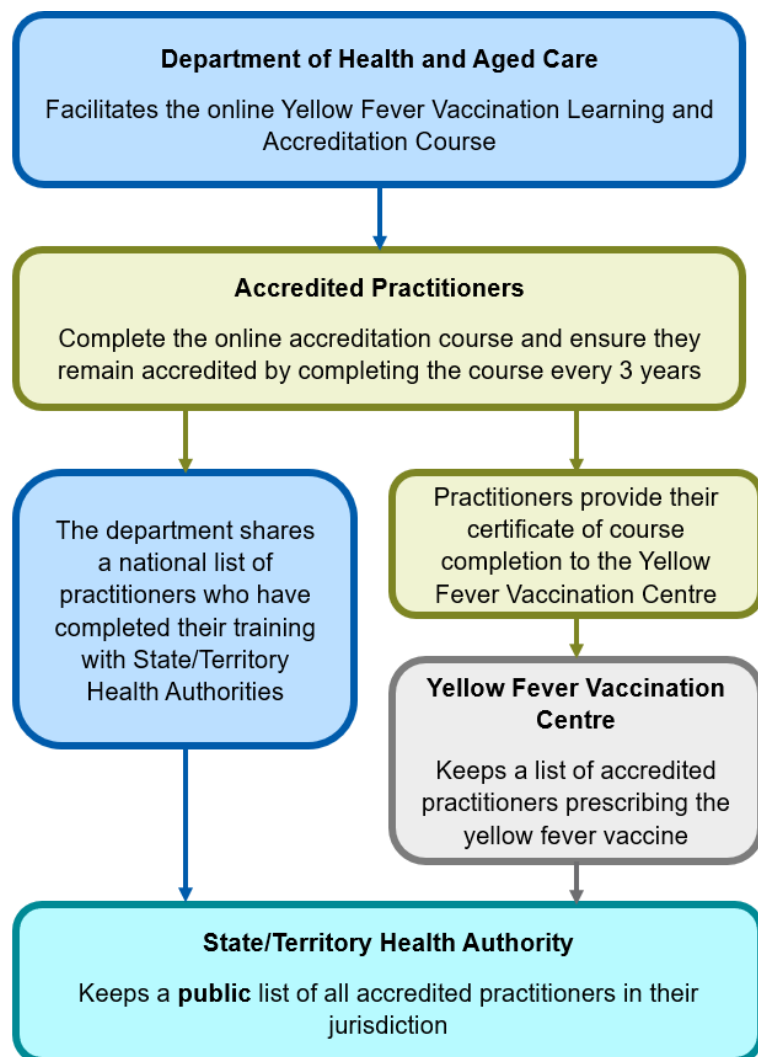 Department of Health and Aged Care
Facilitates the online Yellow Fever Vaccination Learning and
Accreditation Course
Accredited Practitioners
Complete the online accreditation course and ensure they
remain accredited by completing the course every 3 years
The department shares
a national list of
practitioners who have
completed their training
with State/Territory
Health Authorities
Practitioners provide their
certificate of course
completion to the Yellow
Fever Vaccination Centre
Yellow Fever Vaccination
Centre
Keeps a list of accredited
practitioners prescribing the
yellow fever vaccine
State/Territory Health Authority
Keeps a public list of all accredited practitioners in their
jurisdiction